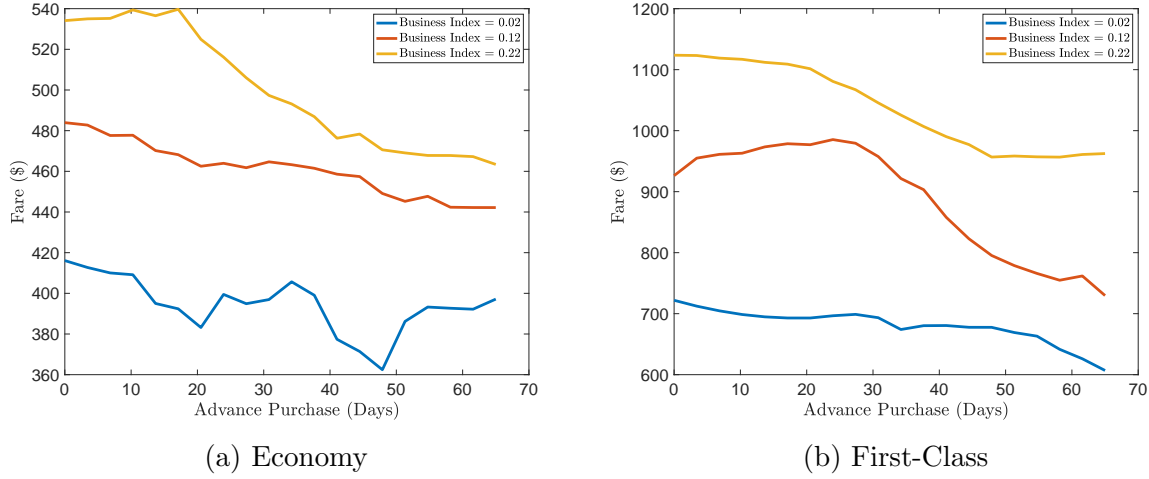 540
520
500
480
460
440
420
400
380
360
Fare ($)
0 10 20 30 40 50 60 70
Advance Purchase (Days)
Business Index = 0.02
Business Index = 0.12
Business Index = 0.22
(a) Economy
1200
1100
1000
900
800
700
600
Fare ($)
0 10 20 30 40 50 60 70
Advance Purchase (Days)
Business Index = 0.02
Business Index = 0.12
Business Index = 0.22
(b) First-Class